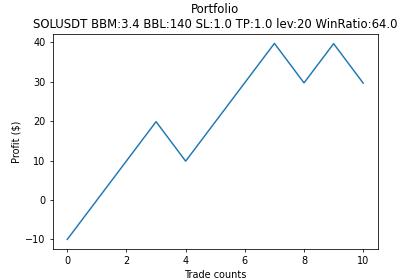 Portfolio
SOLUSDT BBM:3.4 BBL:140 SL:1.0 TP:1.0 lev:20 WinRatio:64.0
40
30
20
10
0
−10
Profit ($)
0 2 4 6 8 10
Trade counts